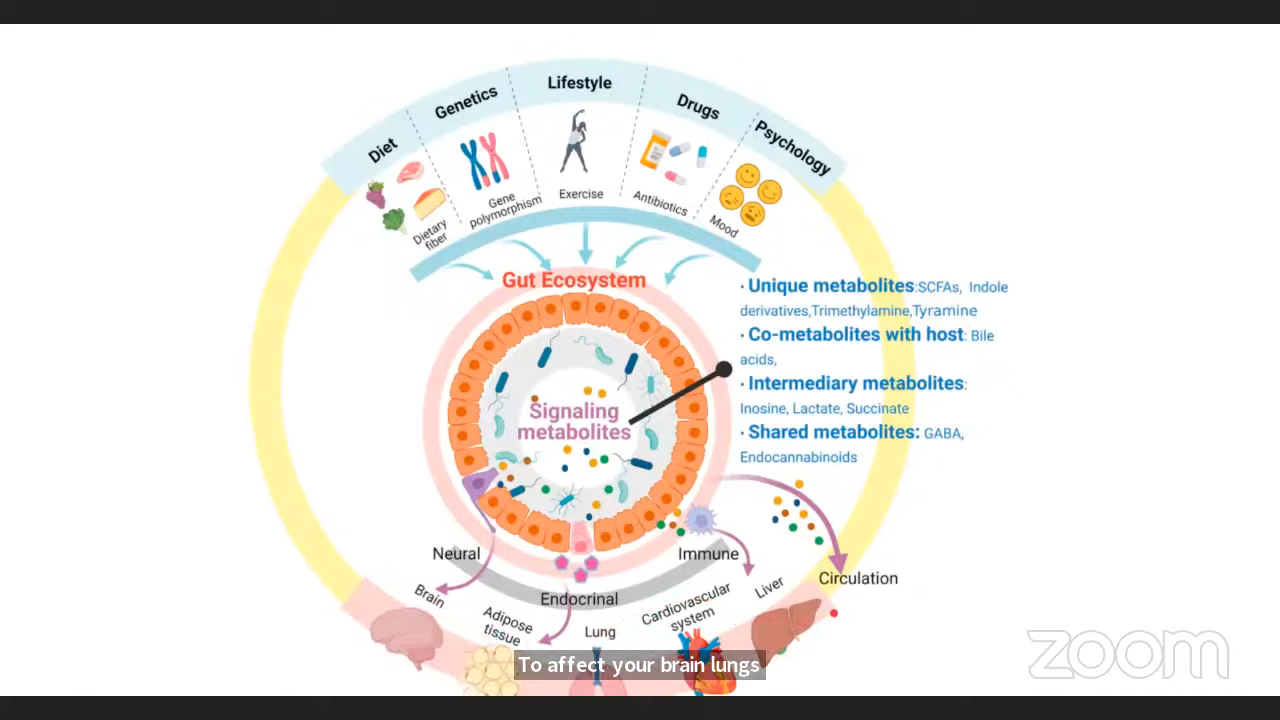 Lifestyle
Genetics
Drugs
Diet
Psychology
Exercise
Gene
polymorphism
Antibiotics
Dietary
fiber
Mood
Gut Ecosystem
· Unique metabolites:SCFAs, Indole
derivatives,Trimethylamine,Tyramine
· Co-metabolites with host: Bile
acids,
· Intermediary metabolites:
Inosine, Lactate, Succinate
· Shared metabolites: GABA,
Endocannabinoids
Signaling
metabolites
Neural
Immune
Circulation
Endocrinal
Brain
Adipose
tissue
Lung
Cardiovascular
system
Liver
To affect your brain lungs
zoom